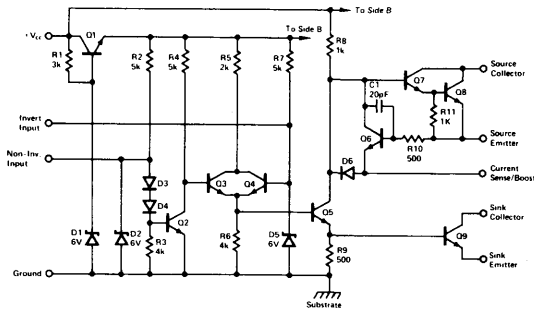 To Side B
+Vcc
Q1
To Side B
R1
3k
R2
5k
R4
5k
R5
2k
R7
5k
R8
1k
Q7
Q8
Source
Collector
C1
20pF
R11
1K
Invert
Input
Q6
R10
500
Source
Emitter
Non-Inv.
Input
D3
D4
Q3
Q4
D6
Current
Sense/Boost
Q2
Q5
Sink
Collector
D1
6V
D2
6V
R3
4k
R6
4k
D5
6V
R9
500
Q9
Sink
Emitter
Ground
Substrate